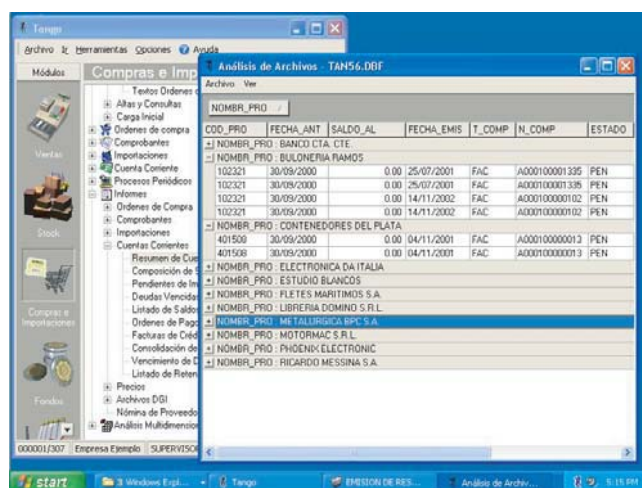 Tango
Archivo Ir Herramientas Opciones Ayuda
Módulos
Compras e Imp
Ventas
Stock
Compras e
Importaciones
Fondos
Textos Ordenes
Altas y Consultas
Carga Inicial
Ordenes de compra
Comprobantes
Importaciones
Cuenta Corriente
Procesos Periódicos
Informes
Ordenes de Compra
Comprobantes
Importaciones
Cuentas Corrientes
Resumen de Cue
Composición de S
Pendientes de Im
Deudas Vencida
Listado de Saldos
Ordenes de Pago
Facturas de Créd
Consolidación de
Vencimiento de D
Listado de Reten
Precios
Archivos DGI
Nómina de Proveedo
Análisis Multidimension
000001/307 Empresa Ejemplo SUPERVISO
Análisis de Archivos - TAN56.DBF
Archivo Ver
NOMBR_PRO
COD_PRO FECHA_ANT SALDO_AL FECHA_EMIS T_COMP N_COMP ESTADO
NOMBR_PRO : BANCO CTA. CTE.
NOMBR_PRO : BULONERIA RAMOS
102321 30/09/2000 0.00 25/07/2001 FAC A000100001335 PEN
102321 30/09/2000 0.00 25/07/2001 FAC A000100001335 PEN
102321 30/09/2000 0.00 14/11/2002 FAC A000100000102 PEN
102321 30/09/2000 0.00 14/11/2002 FAC A000100000102 PEN
NOMBR_PRO : CONTENEDORES DEL PLATA
401508 30/09/2000 0.00 04/11/2001 FAC A000100000013 PEN
401508 30/09/2000 0.00 04/11/2001 FAC A000100000013 PEN
NOMBR_PRO : ELECTRONICA DA ITALIA
NOMBR_PRO : ESTUDIO BLANCOS
NOMBR_PRO : FLETES MARITIMOS S.A.
NOMBR_PRO : LIBRERIA DOMINO S.R.L.
NOMBR_PRO : METALURGICA BPC S.A.
NOMBR_PRO : MOTORMAC S.R.L.
NOMBR_PRO : PHOENIX ELECTRONIC
NOMBR_PRO : RICARDO MESSINA S.A.
start 3 Windows Expl... Tango EMISION DE RES... Análisis de Archiv... 5:15 PM